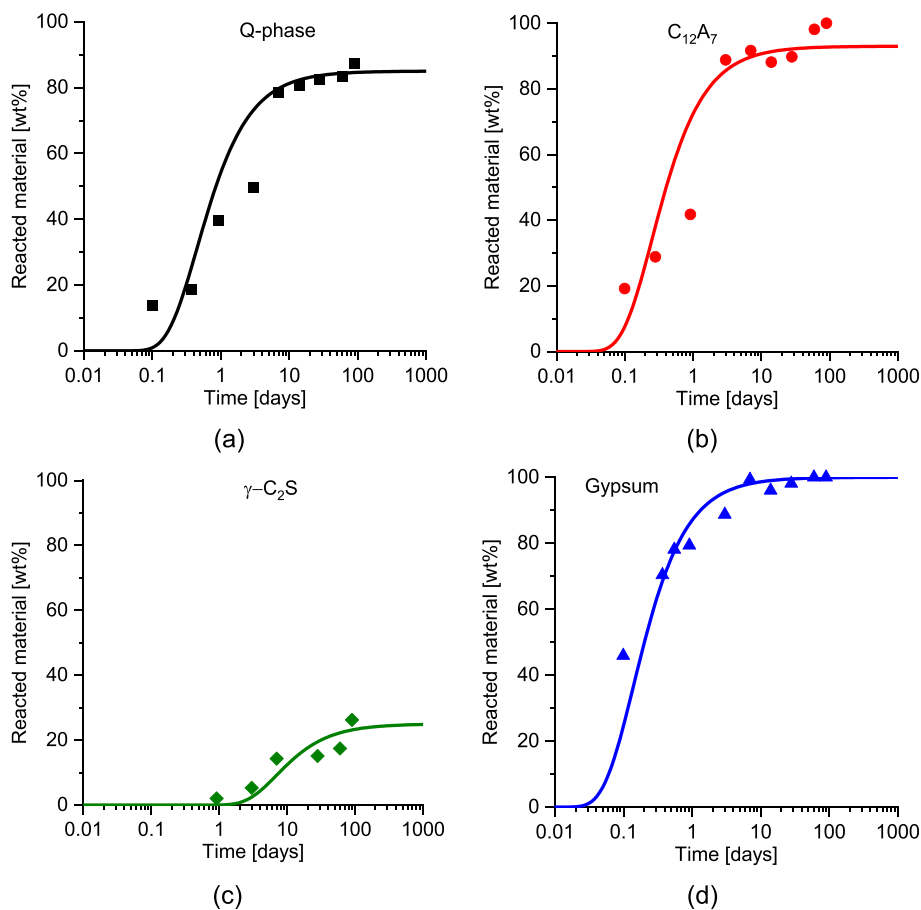 Q-phase
Reacted material [wt%]
100
80
60
40
20
0
0.01 0.1 1 10 100 1000
Time [days]
(a)
C₁₂A₇
Reacted material [wt%]
100
80
60
40
20
0
0.01 0.1 1 10 100 1000
Time [days]
(b)
γ–C₂S
Reacted material [wt%]
100
80
60
40
20
0
0.01 0.1 1 10 100 1000
Time [days]
(c)
Gypsum
Reacted material [wt%]
100
80
60
40
20
0
0.01 0.1 1 10 100 1000
Time [days]
(d)